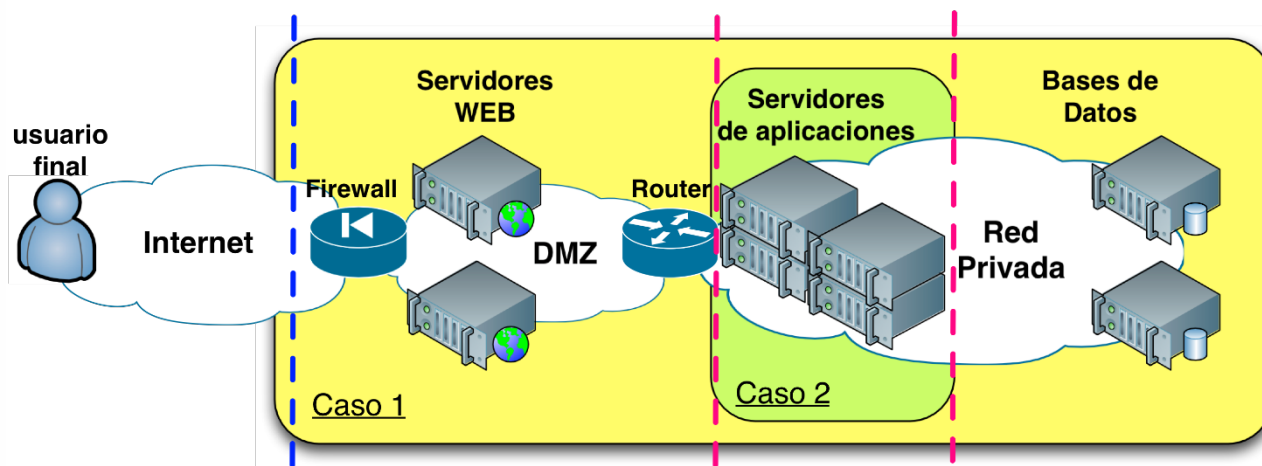 usuario
final
Internet
Firewall
Servidores
WEB
DMZ
Router
Servidores
de aplicaciones
Red
Privada
Bases de
Datos
Caso 1
Caso 2